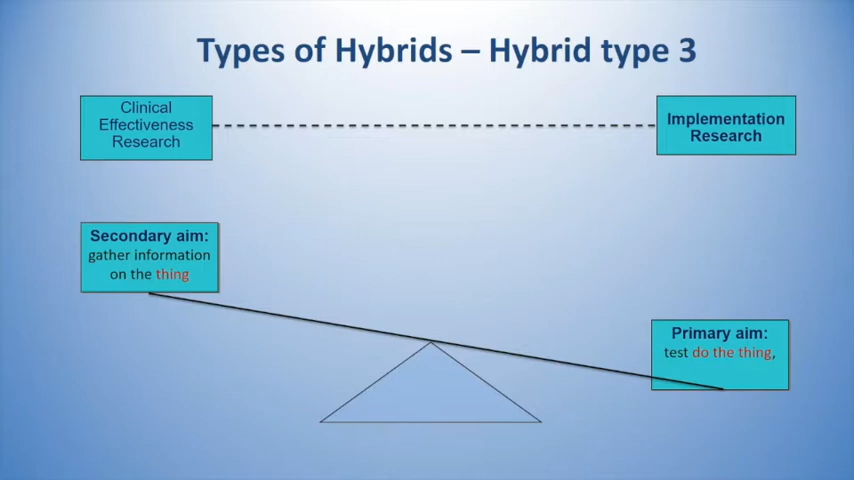 Types of Hybrids – Hybrid type 3
Clinical
Effectiveness
Research
Implementation
Research
Secondary aim:
gather information
on the thing
Primary aim:
test do the thing,